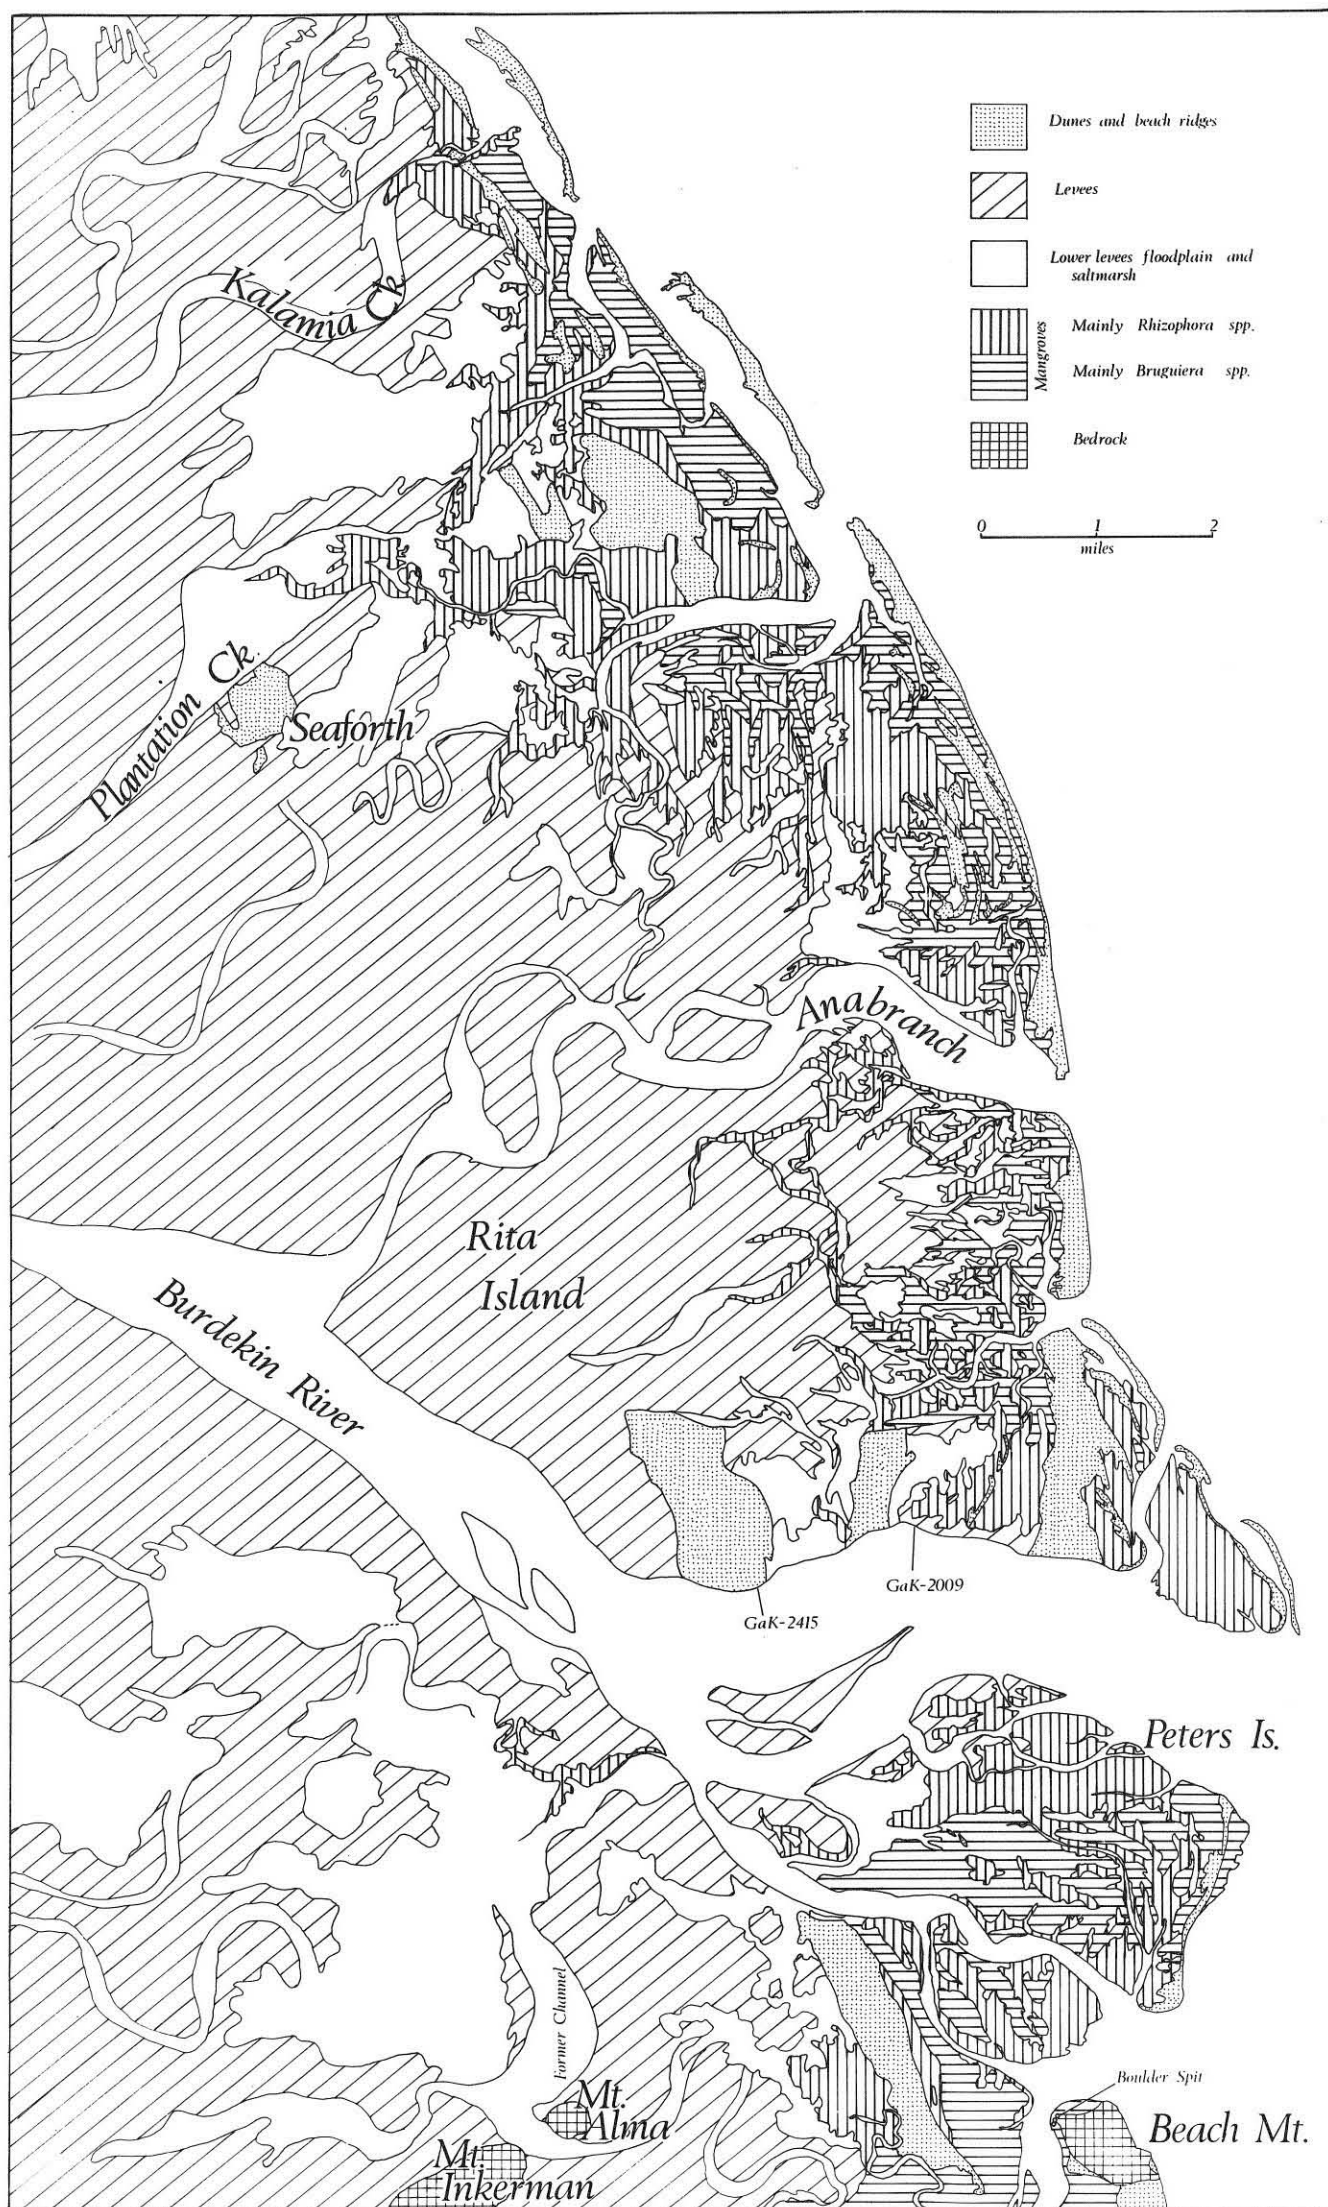 Dunes and beach ridges
Levees
Lower levees floodplain and
saltmarsh
Mangroves
Mainly Rhizophora spp.
Mainly Bruguiera spp.
Bedrock
0 1 2
miles
Kalamia Ck
Plantation Ck.
Seaforth
Anabranch
Rita
Island
Burdekin River
GaK-2009
GaK-2415
Peters Is.
Former Channel
Boulder Spit
Mt.
Alma
Beach Mt.
Mt.
Inkerman